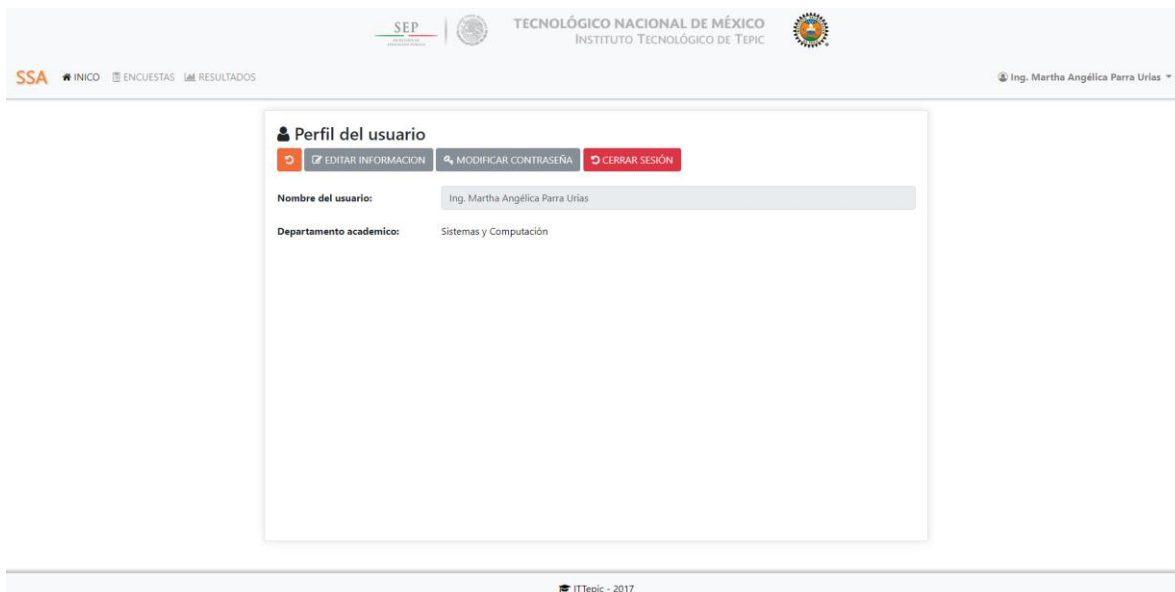 SEP
TECNOLÓGICO NACIONAL DE MÉXICO
INSTITUTO TECNOLÓGICO DE TEPIC
SSA INICO ENCUESTAS RESULTADOS Ing. Martha Angélica Parra Urías
Perfil del usuario
EDITAR INFORMACION MODIFICAR CONTRASEÑA CERRAR SESIÓN
Nombre del usuario: Ing. Martha Angélica Parra Urías
Departamento academico: Sistemas y Computación
ITTepic - 2017